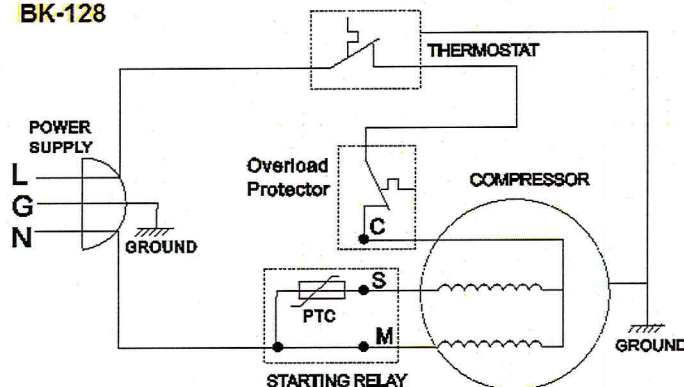 BK-128
THERMOSTAT
POWER
SUPPLY
L
G
N
GROUND
Overload
Protector
C
COMPRESSOR
S
PTC
M
STARTING RELAY
GROUND